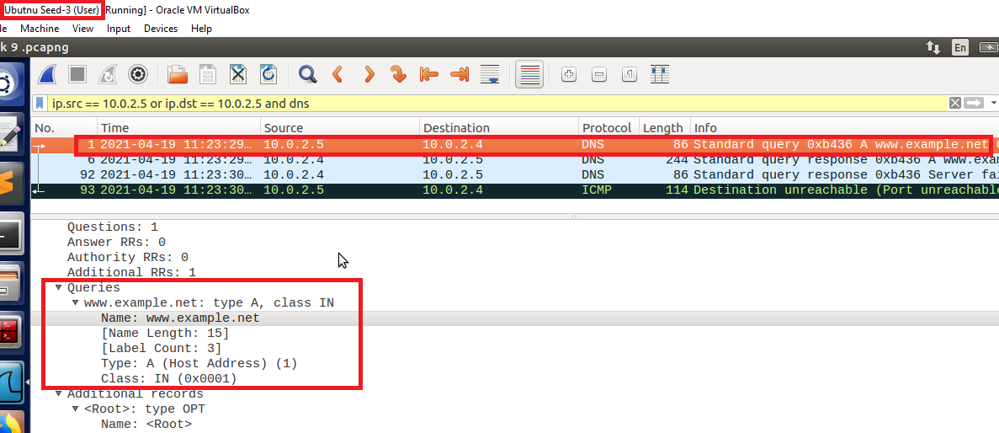 Ubutnu Seed-3 (User) [Running] - Oracle VM VirtualBox
le Machine View Input Devices Help
k 9 .pcapng En
ip.src == 10.0.2.5 or ip.dst == 10.0.2.5 and dns
No. Time Source Destination Protocol Length Info
1 2021-04-19 11:23:29… 10.0.2.5 10.0.2.4 DNS 86 Standard query 0xb436 A www.example.net
6 2021-04-19 11:23:29… 10.0.2.4 10.0.2.5 DNS 244 Standard query response 0xb436 A www.exam
92 2021-04-19 11:23:30… 10.0.2.4 10.0.2.5 DNS 86 Standard query response 0xb436 Server fai
93 2021-04-19 11:23:30… 10.0.2.5 10.0.2.4 ICMP 114 Destination unreachable (Port unreachable
Questions: 1
Answer RRs: 0
Authority RRs: 0
Additional RRs: 1
Queries
www.example.net: type A, class IN
Name: www.example.net
[Name Length: 15]
[Label Count: 3]
Type: A (Host Address) (1)
Class: IN (0x0001)
Additional records
<Root>: type OPT
Name: <Root>